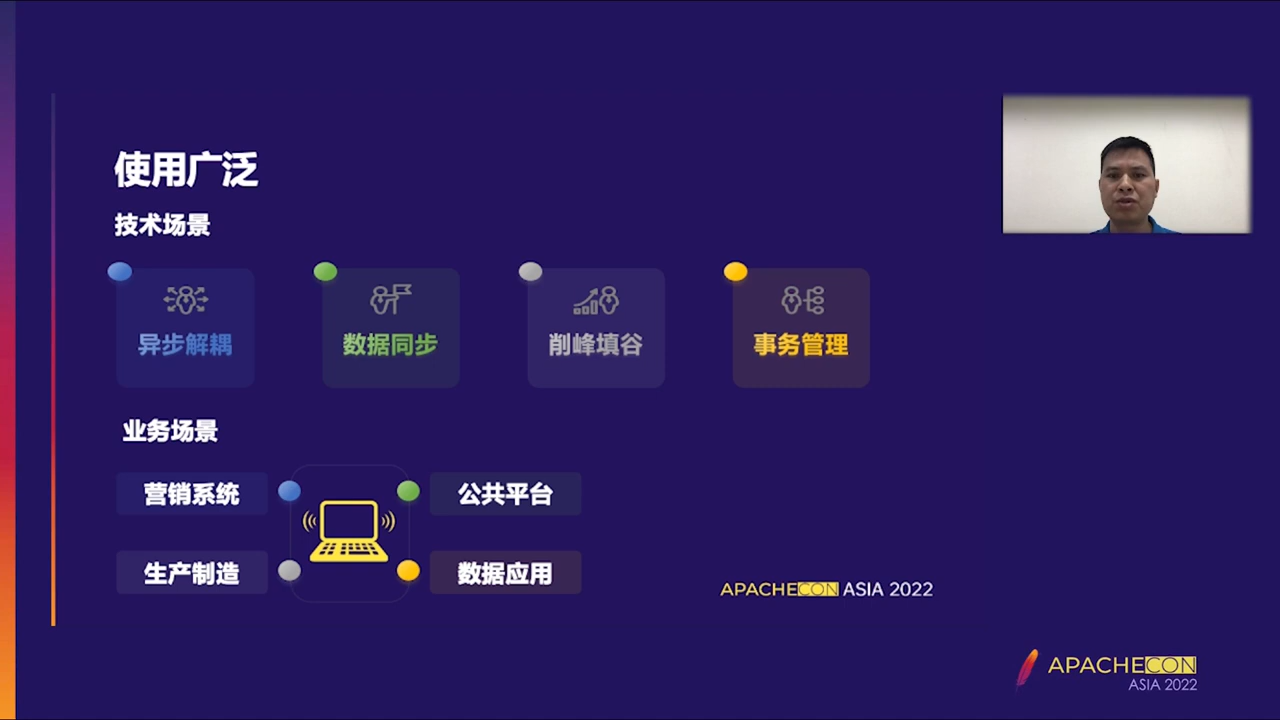 使用广泛
技术场景
异步解耦
数据同步
削峰填谷
事务管理
业务场景
营销系统
公共平台
生产制造
数据应用
APACHECON ASIA 2022
APACHECON
ASIA 2022